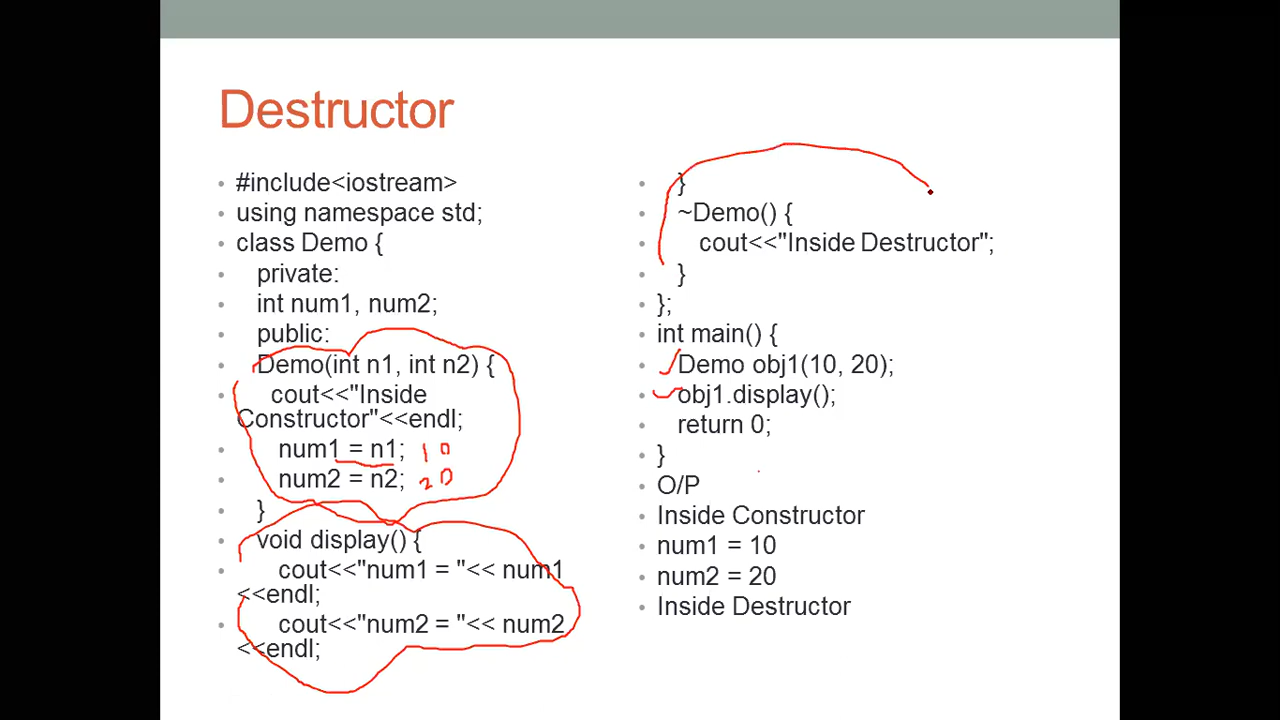 Destructor
#include<iostream>
using namespace std;
class Demo {
private:
int num1, num2;
public:
Demo(int n1, int n2) {
cout<<"Inside
Constructor"<<endl;
num1 = n1; 10
num2 = n2; 20
}
void display() {
cout<<"num1 = "<< num1
<<endl;
cout<<"num2 = "<< num2
<<endl;
}
~Demo() {
cout<<"Inside Destructor";
}
};
int main() {
Demo obj1(10, 20);
obj1.display();
return 0;
}
O/P
Inside Constructor
num1 = 10
num2 = 20
Inside Destructor